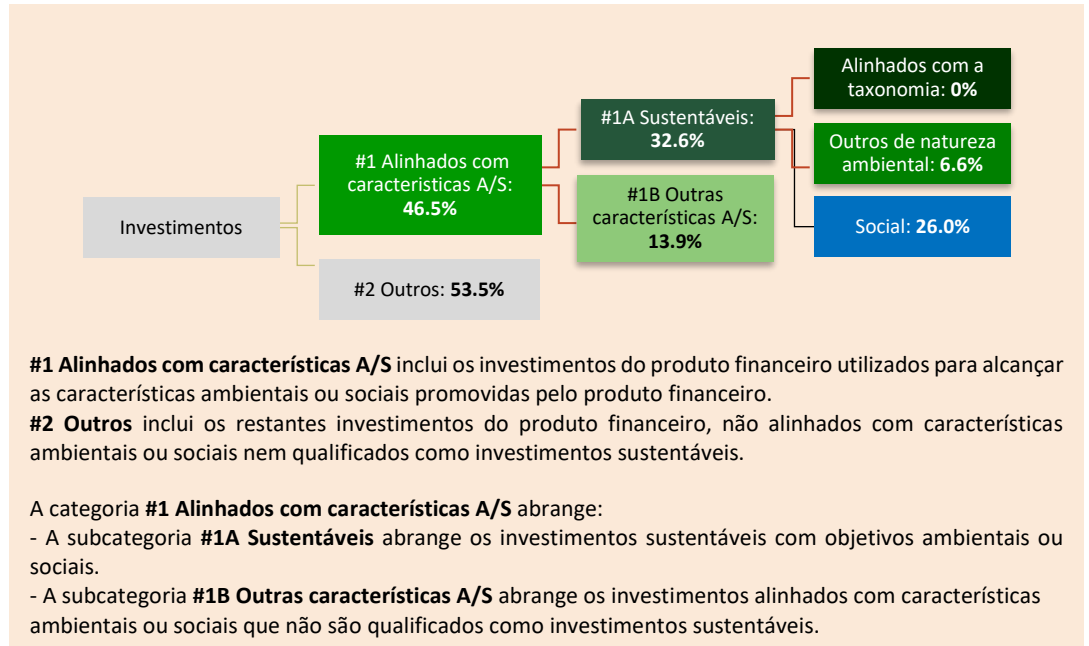 Alinhados com a
taxonomia: 0%
#1A Sustentáveis:
32.6%
Outros de natureza
ambiental: 6.6%
#1 Alinhados com
caracteristicas A/S:
46.5%
#1B Outras
características A/S:
13.9%
Investimentos
Social: 26.0%
#2 Outros: 53.5%
#1 Alinhados com características A/S inclui os investimentos do produto financeiro utilizados para alcançar
as características ambientais ou sociais promovidas pelo produto financeiro.
#2 Outros inclui os restantes investimentos do produto financeiro, não alinhados com características
ambientais ou sociais nem qualificados como investimentos sustentáveis.
A categoria #1 Alinhados com características A/S abrange:
- A subcategoria #1A Sustentáveis abrange os investimentos sustentáveis com objetivos ambientais ou
sociais.
- A subcategoria #1B Outras características A/S abrange os investimentos alinhados com características
ambientais ou sociais que não são qualificados como investimentos sustentáveis.